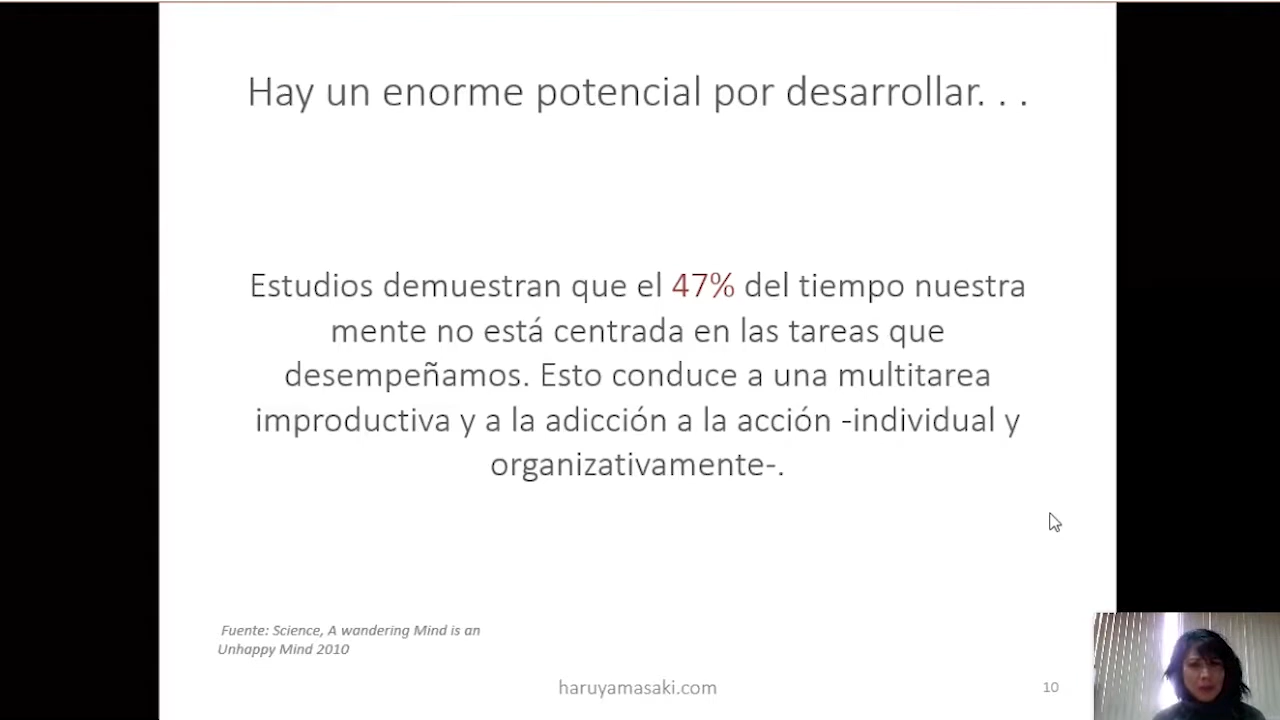 Hay un enorme potencial por desarrollar. . .
Estudios demuestran que el 47% del tiempo nuestra
mente no está centrada en las tareas que
desempeñamos. Esto conduce a una multitarea
improductiva y a la adicción a la acción -individual y
organizativamente-.
Fuente: Science, A wandering Mind is an
Unhappy Mind 2010
haruyamasaki.com
10